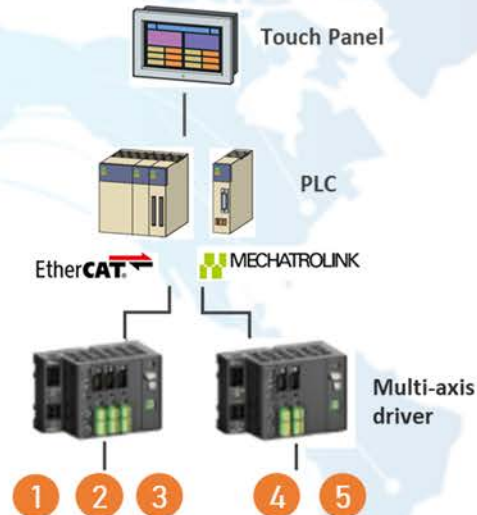 Touch Panel
PLC
EtherCAT®
MECHATROLINK
Multi-axis
driver
1 2 3 4 5